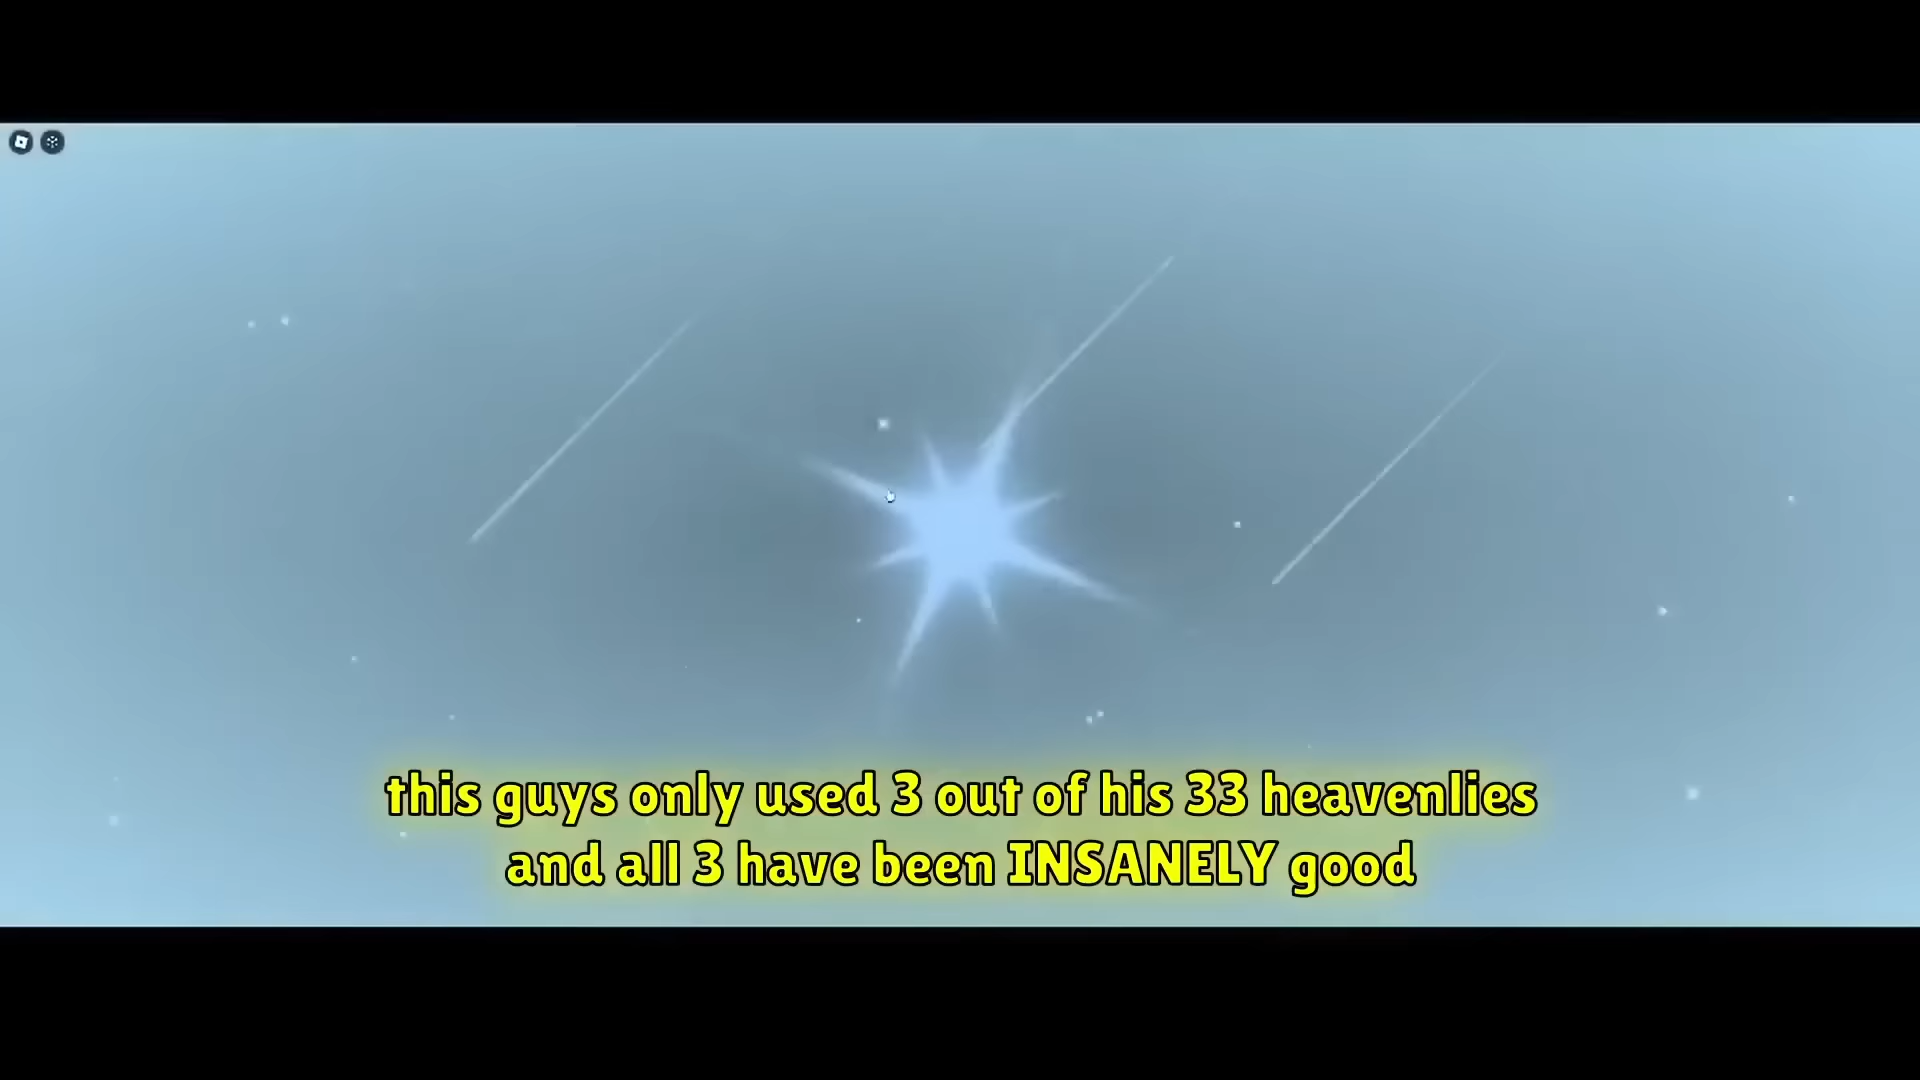 this guys only used 3 out of his 33 heavenlies
and all 3 have been INSANELY good